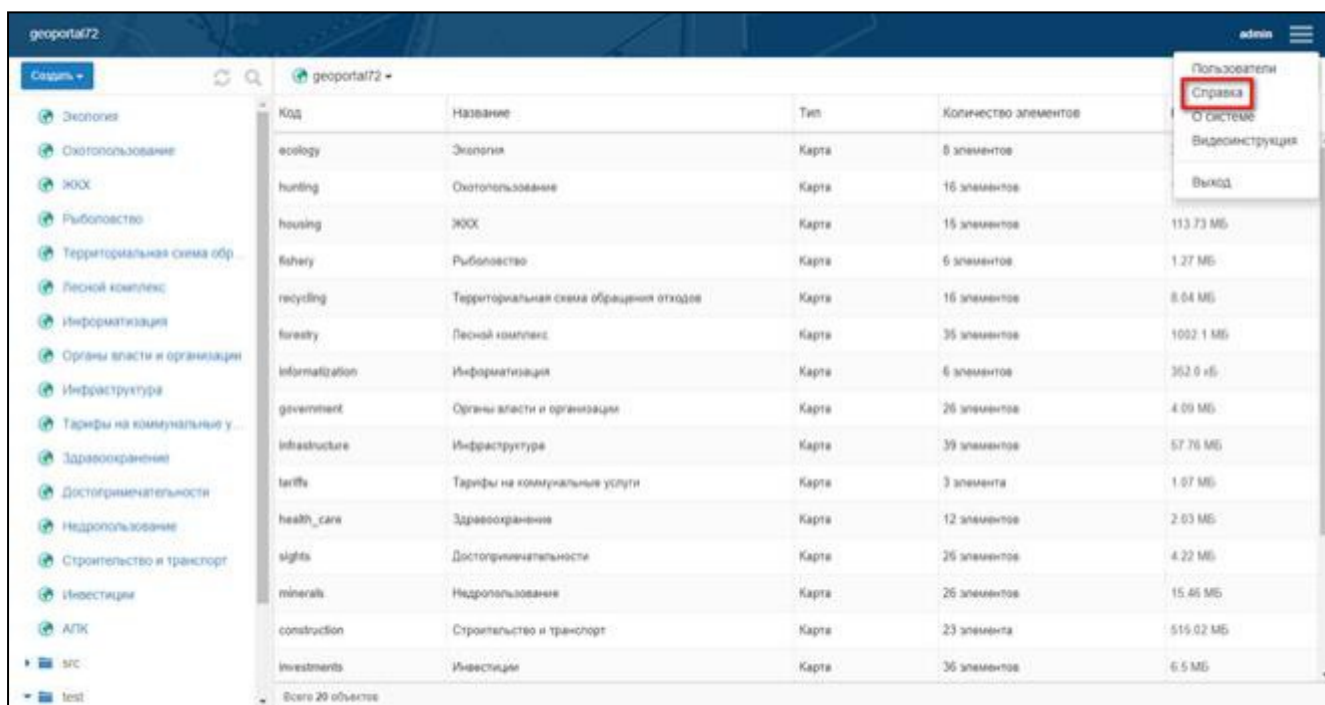 geoportal72
admin
Создать
geoportal72
Пользователи
Справка
О системе
Видеоинструкция
Выход
Экология
Охотопользование
ЖКХ
Рыболовство
Территориальная схема обр...
Лесной комплекс
Информатизация
Органы власти и организации
Инфраструктура
Тарифы на коммунальные у...
Здравоохранение
Достопримечательности
Недропользование
Строительство и транспорт
Инвестиции
АПК
src
test
Код Название Тип Количество элементов
ecology Экология Карта 8 элементов
hunting Охотопользование Карта 16 элементов
housing ЖКХ Карта 15 элементов 113.73 МБ
fishery Рыболовство Карта 6 элементов 1.27 МБ
recycling Территориальная схема обращения отходов Карта 16 элементов 8.04 МБ
forestry Лесной комплекс Карта 35 элементов 1002.1 МБ
informatization Информатизация Карта 6 элементов 352.0 кБ
government Органы власти и организации Карта 26 элементов 4.09 МБ
infrastructure Инфраструктура Карта 39 элементов 57.76 МБ
tariffs Тарифы на коммунальные услуги Карта 3 элемента 1.07 МБ
health_care Здравоохранение Карта 12 элементов 2.03 МБ
sights Достопримечательности Карта 26 элементов 4.22 МБ
minerals Недропользование Карта 26 элементов 15.46 МБ
construction Строительство и транспорт Карта 23 элемента 515.02 МБ
investments Инвестиции Карта 36 элементов 6.5 МБ
Всего 20 объектов